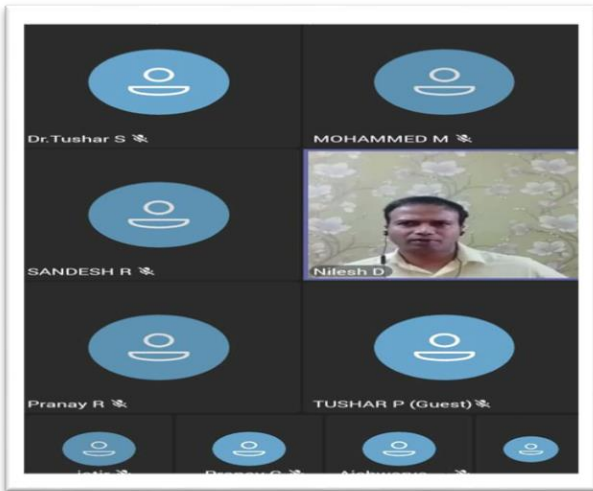 Dr.Tushar S
MOHAMMED M
SANDESH R
Nilesh D
Pranay R
TUSHAR P (Guest)